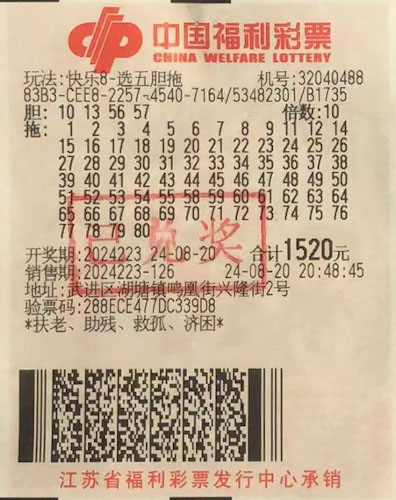 中国福利彩票
CHINA WELFARE LOTTERY
玩法:快乐8-选五胆拖 机号:32040488
83B3-CEE8-2257-4540-7164/53482301/B1735
胆: 10 13 56 57 倍数:10
拖: 1 2 3 4 5 6 7 8 9 11 12 14
15 16 17 18 19 20 21 22 23 24 25 26
27 28 29 30 31 32 33 34 35 36 37 38
39 40 41 42 43 44 45 46 47 48 49 50
51 52 53 54 55 58 59 60 61 62 63 64
65 66 67 68 69 70 71 72 73 74 75 76
77 78 79 80
已兑奖
开奖期:2024223 24-08-20 合计1520元
销售期:2024223-126 24-08-20 20:48:45
地址:武进区湖塘镇鸣凰街兴隆街2号
验票码:288ECE477DC339D8
*扶老、助残、救孤、济困*
江苏省福利彩票发行中心承销